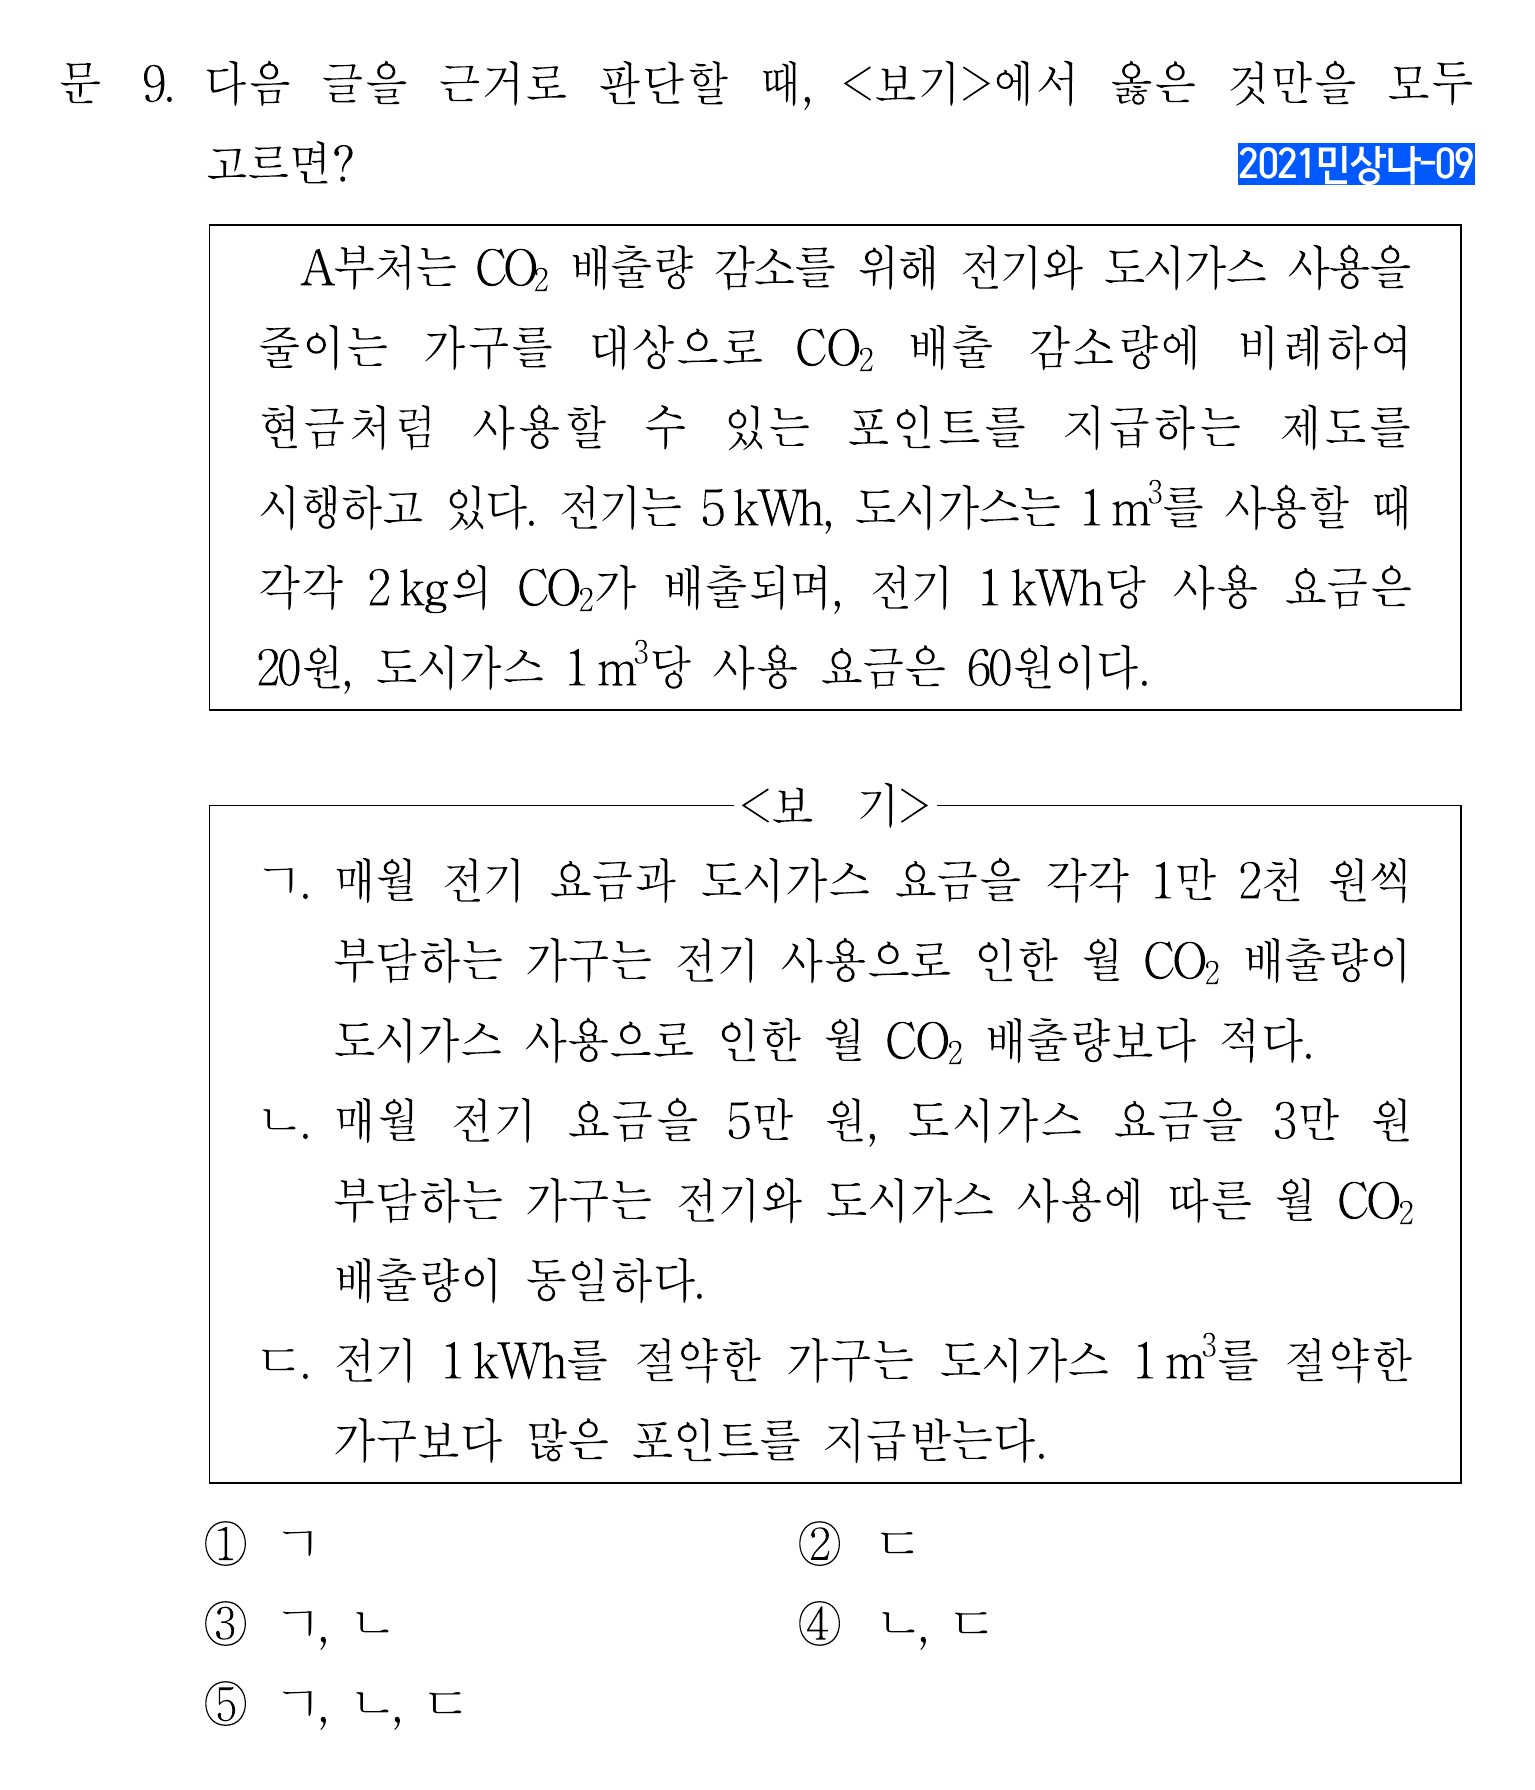 문 9. 다음 글을 근거로 판단할 때, <보기>에서 옳은 것만을 모두
고르면?
2021민상나-09
A부처는 CO₂ 배출량 감소를 위해 전기와 도시가스 사용을
줄이는 가구를 대상으로 CO₂ 배출 감소량에 비례하여
현금처럼 사용할 수 있는 포인트를 지급하는 제도를
시행하고 있다. 전기는 5kWh, 도시가스는 1m³를 사용할 때
각각 2kg의 CO₂가 배출되며, 전기 1kWh당 사용 요금은
20원, 도시가스 1m³당 사용 요금은 60원이다.
<보 기>
ㄱ. 매월 전기 요금과 도시가스 요금을 각각 1만 2천 원씩
부담하는 가구는 전기 사용으로 인한 월 CO₂ 배출량이
도시가스 사용으로 인한 월 CO₂ 배출량보다 적다.
ㄴ. 매월 전기 요금을 5만 원, 도시가스 요금을 3만 원
부담하는 가구는 전기와 도시가스 사용에 따른 월 CO₂
배출량이 동일하다.
ㄷ. 전기 1kWh를 절약한 가구는 도시가스 1m³를 절약한
가구보다 많은 포인트를 지급받는다.
① ㄱ
② ㄷ
③ ㄱ, ㄴ
④ ㄴ, ㄷ
⑤ ㄱ, ㄴ, ㄷ